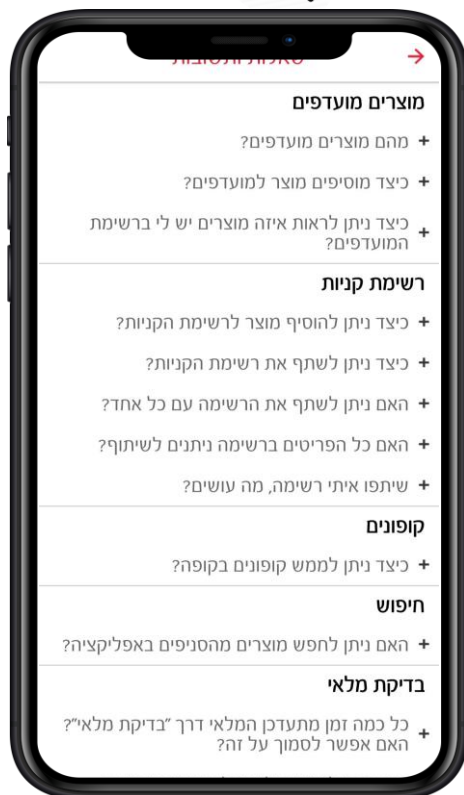 שאלות ותשובות
מוצרים מועדפים
+ מהם מוצרים מועדפים?
+ כיצד מוסיפים מוצר למועדפים?
+ כיצד ניתן לראות איזה מוצרים יש לי ברשימת
המועדפים?
רשימת קניות
+ כיצד ניתן להוסיף מוצר לרשימת הקניות?
+ כיצד ניתן לשתף את רשימת הקניות?
+ האם ניתן לשתף את הרשימה עם כל אחד?
+ האם כל הפריטים ברשימה ניתנים לשיתוף?
+ שיתפו איתי רשימה, מה עושים?
קופונים
+ כיצד ניתן לממש קופונים בקופה?
חיפוש
+ האם ניתן לחפש מוצרים מהסניפים באפליקציה?
בדיקת מלאי
+ כל כמה זמן מתעדכן המלאי דרך ״בדיקת מלאי״?
האם אפשר לסמוך על זה?